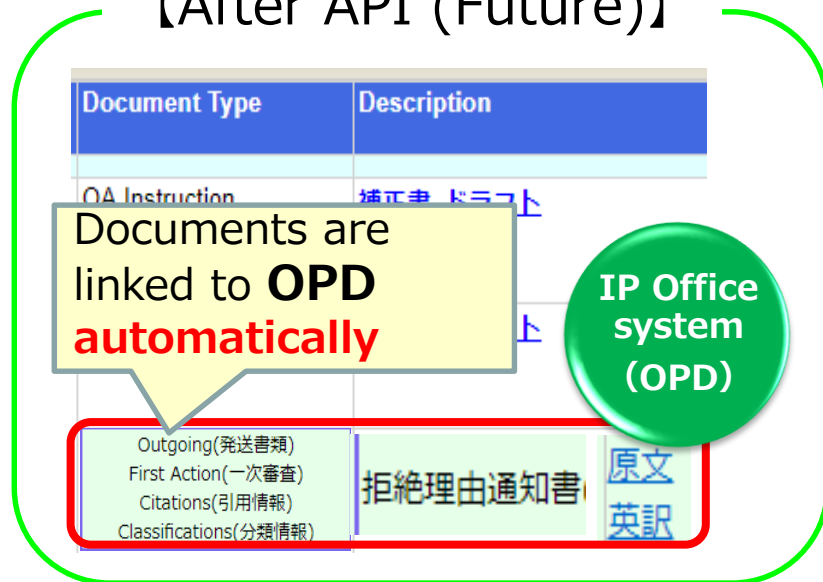 【After API (Future)】
Document Type Description
OA Instruction 補正書 ドラフト
Documents are
linked to OPD
automatically
ト
IP Office
system
（OPD）
Outgoing(発送書類)
First Action(一次審査)
Citations(引用情報)
Classifications(分類情報)
拒絶理由通知書(
原文
英訳